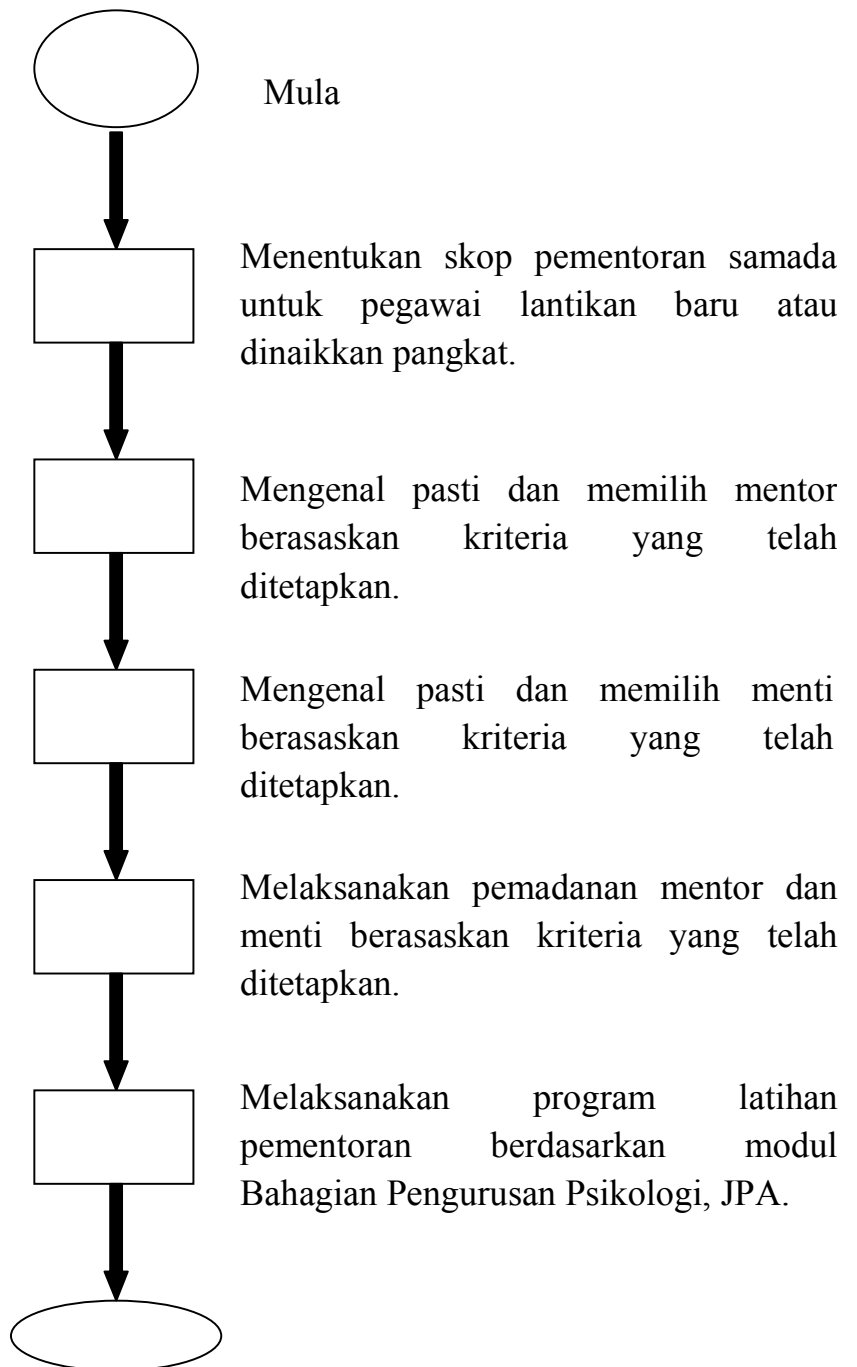 Mula
Menentukan skop pementoran samada
untuk pegawai lantikan baru atau
dinaikkan pangkat.
Mengenal pasti dan memilih mentor
berasaskan kriteria yang telah
ditetapkan.
Mengenal pasti dan memilih menti
berasaskan kriteria yang telah
ditetapkan.
Melaksanakan pemadanan mentor dan
menti berasaskan kriteria yang telah
ditetapkan.
Melaksanakan program latihan
pementoran berdasarkan modul
Bahagian Pengurusan Psikologi, JPA.